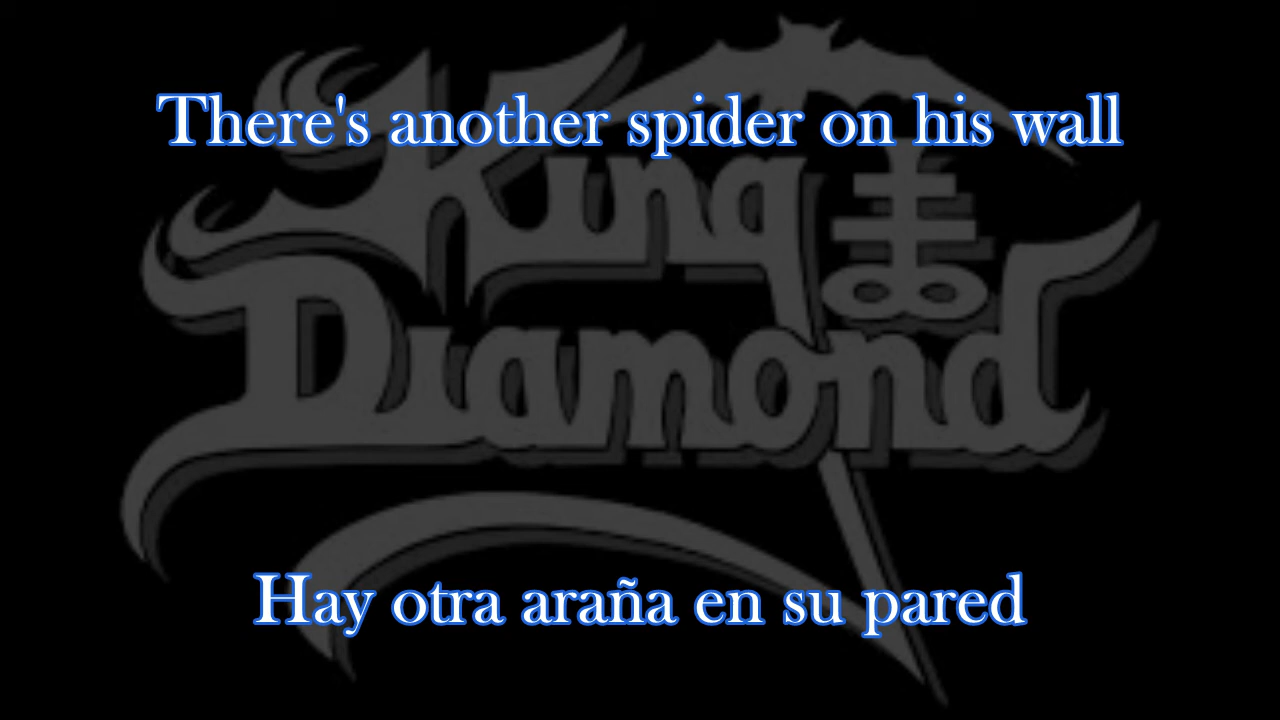 There's another spider on his wall
King
Diamond
Hay otra araña en su pared